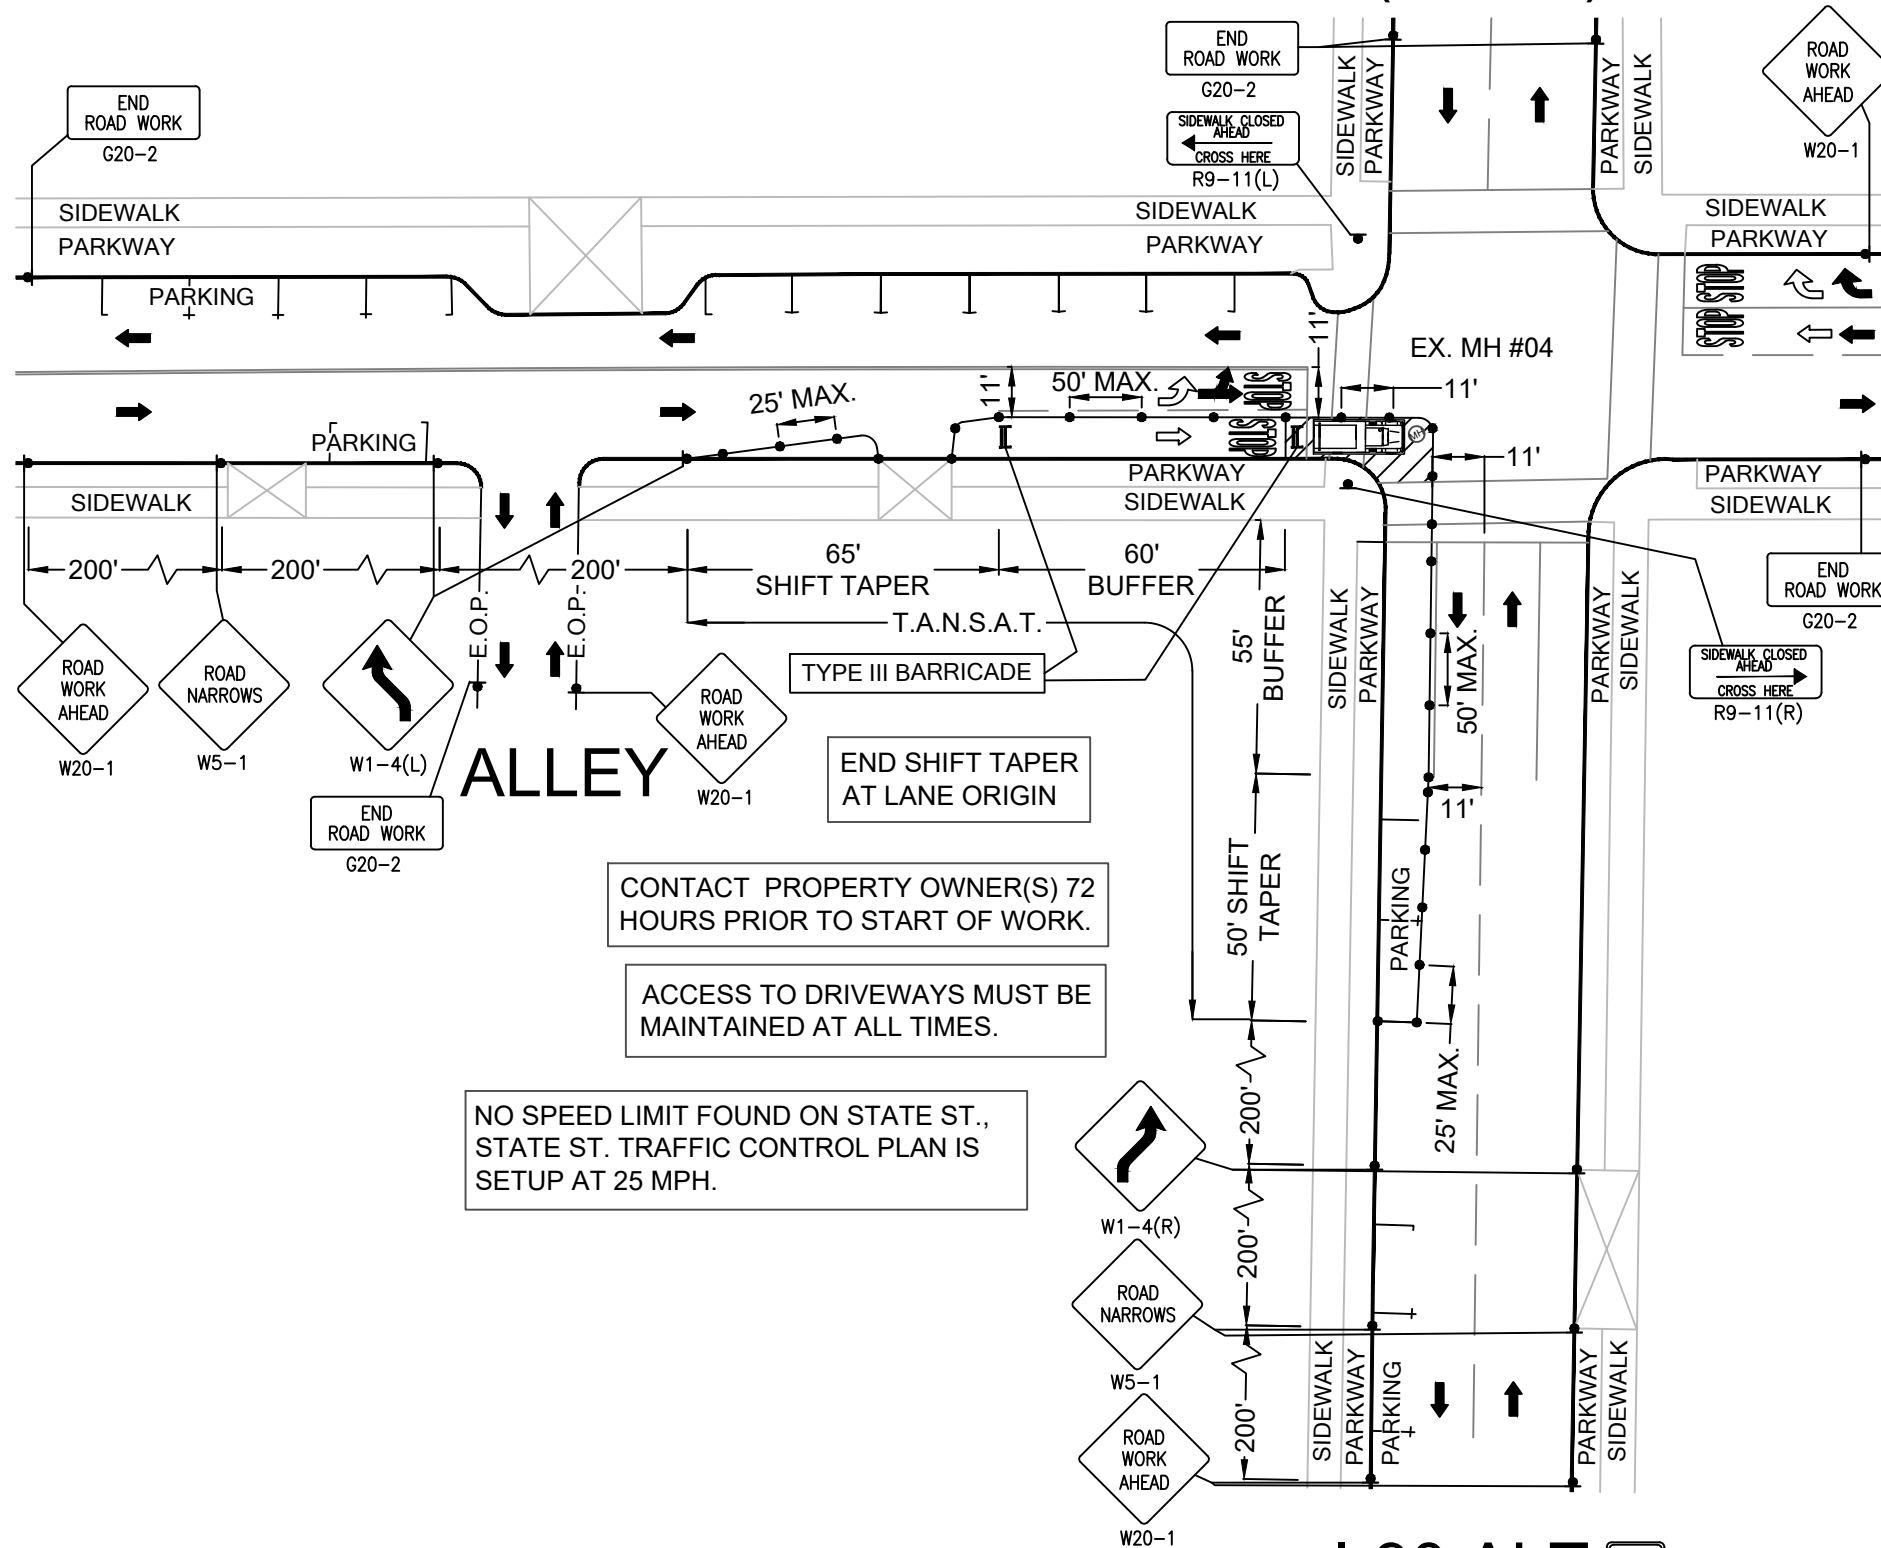 END
ROAD WORK
G20-2
END
ROAD WORK
G20-2
SIDEWALK CLOSED
AHEAD
CROSS HERE
R9-11(L)
ROAD
WORK
AHEAD
W20-1
SIDEWALK
PARKWAY
PARKWAY
SIDEWALK
SIDEWALK
PARKWAY
SIDEWALK
PARKWAY
SIDEWALK
PARKWAY
PARKING
STOP
STOP
11'
EX. MH #04
11'
50' MAX.
11'
25' MAX.
STOP
STOP
MH
PARKING
11'
PARKWAY
SIDEWALK
SIDEWALK
PARKWAY
SIDEWALK
200'
200'
200'
65'
SHIFT TAPER
60'
BUFFER
T.A.N.S.A.T.
E.O.P.
E.O.P.
TYPE III BARRICADE
55'
BUFFER
SIDEWALK
PARKWAY
PARKWAY
SIDEWALK
50' MAX.
11'
END
ROAD WORK
G20-2
SIDEWALK CLOSED
AHEAD
CROSS HERE
R9-11(R)
ROAD
WORK
AHEAD
W20-1
ROAD
NARROWS
W5-1
W1-4(L)
END
ROAD WORK
G20-2
ALLEY
ROAD
WORK
AHEAD
W20-1
END SHIFT TAPER
AT LANE ORIGIN
50' SHIFT
TAPER
PARKING
CONTACT PROPERTY OWNER(S) 72
HOURS PRIOR TO START OF WORK.
ACCESS TO DRIVEWAYS MUST BE
MAINTAINED AT ALL TIMES.
NO SPEED LIMIT FOUND ON STATE ST.,
STATE ST. TRAFFIC CONTROL PLAN IS
SETUP AT 25 MPH.
25' MAX.
200'
W1-4(R)
200'
ROAD
NARROWS
W5-1
200'
ROAD
WORK
AHEAD
W20-1
SIDEWALK
PARKWAY
PARKING
PARKWAY
SIDEWALK